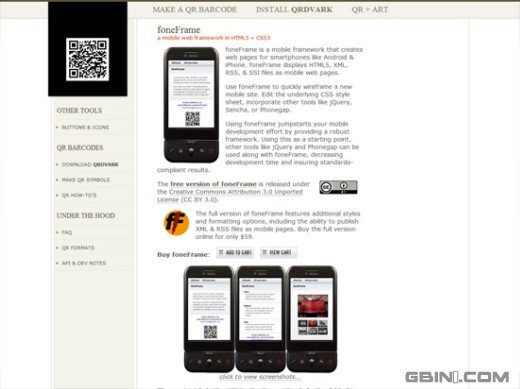 MAKE A QR BARCODE INSTALL QRDVARK QR + ART
OTHER TOOLS
BUTTONS & ICONS
QR BARCODES
DOWNLOAD QRDVARK
MAKE QR SYMBOLS
QR HOW-TO'S
UNDER THE HOOD
FAQ
QR FORMATS
API & DEV NOTES
foneFrame
a mobile web framework in HTML5 + CSS3
foneFrame is a mobile framework that creates
web pages for smartphones like Android &
iPhone. foneFrame displays HTML5, XML,
RSS, & SSI files as mobile web pages.
Use foneFrame to quickly wireframe a new
mobile site. Edit the underlying CSS style
sheet, incorporate other tools like jQuery,
Sencha, or Phonegap.
Using foneFrame jumpstarts your mobile
development effort by providing a robust
framework. Using this as a starting point,
other tools like jQuery and Phonegap can be
used along with foneFrame, decreasing
development time and insuring standards-
compliant results.
The free version of foneFrame is released under
the Creative Commons Attribution 3.0 Unported
License (CC BY 3.0).
The full version of foneFrame features additional styles
and formatting options, including the ability to publish
XML & RSS files as mobile pages. Buy the full version
online for only $59.
Buy foneFrame: ADD TO CART VIEW CART
click to view screenshots...
GBIN1.COM